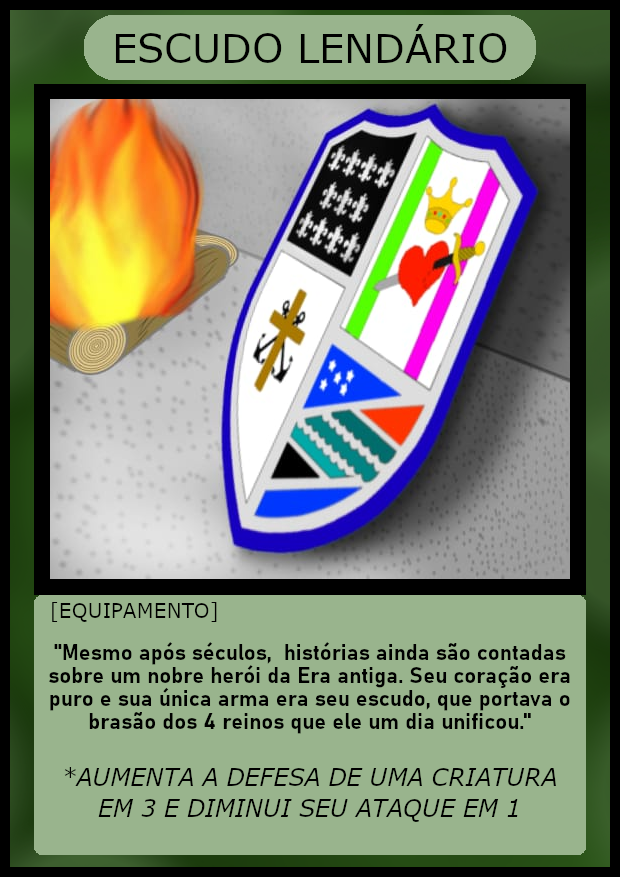 ESCUDO LENDÁRIO
[EQUIPAMENTO]
"Mesmo após séculos,  histórias ainda são contadas
sobre um nobre herói da Era antiga. Seu coração era
puro e sua única arma era seu escudo, que portava o
brasão dos 4 reinos que ele um dia unificou."
*AUMENTA A DEFESA DE UMA CRIATURA
EM 3 E DIMINUI SEU ATAQUE EM 1